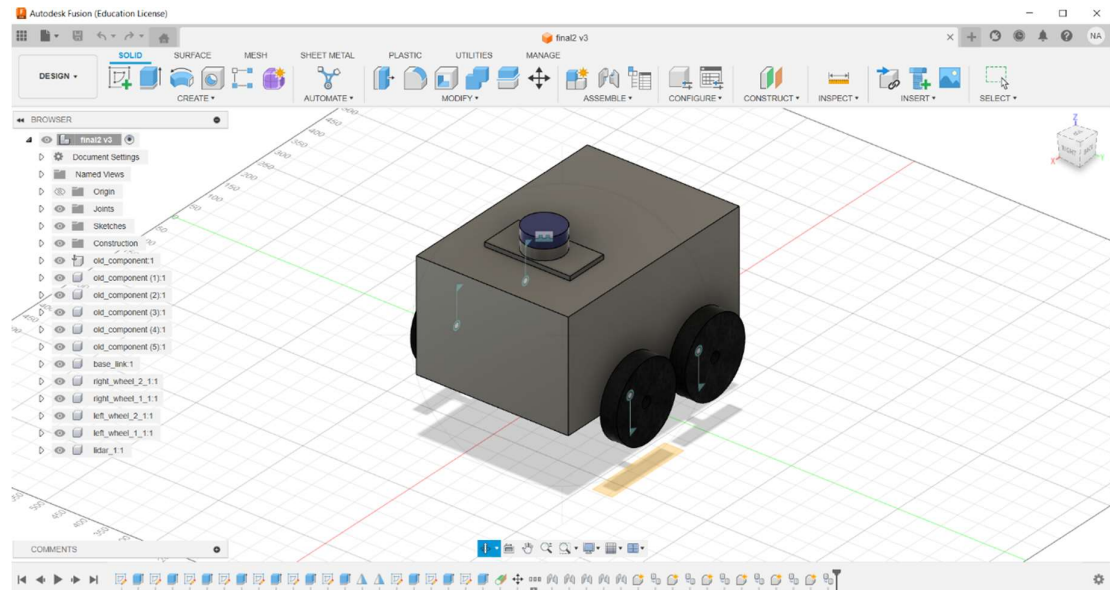 Autodesk Fusion (Education License)
final2 v3
NA
SOLID SURFACE MESH SHEET METAL PLASTIC UTILITIES MANAGE
DESIGN
CREATE AUTOMATE MODIFY ASSEMBLE CONFIGURE CONSTRUCT INSPECT INSERT SELECT
BROWSER
final2 v3
Document Settings
Named Views
Origin
Joints
Sketches
Construction
old_component:1
old_component (1):1
old_component (2):1
old_component (3):1
old_component (4):1
old_component (5):1
base_link:1
right_wheel_2_1:1
right_wheel_1_1:1
left_wheel_2_1:1
left_wheel_1_1:1
lidar_1:1
Z
RIGHT
X
COMMENTS